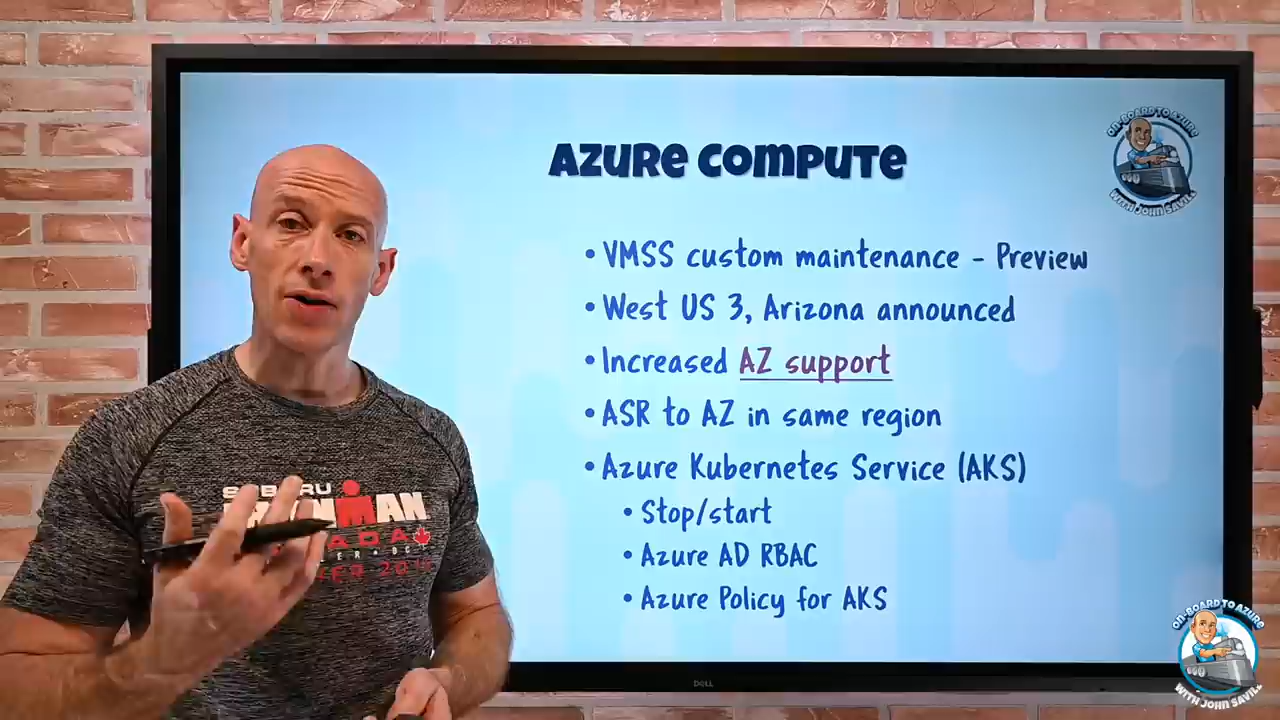 ON-BOARD TO AZURE
WITH JOHN SAVILL
AZURE COMPUTE
• VMSS custom maintenance - Preview
• West US 3, Arizona announced
• Increased AZ support
• ASR to AZ in same region
• Azure Kubernetes Service (AKS)
• Stop/start
• Azure AD RBAC
• Azure Policy for AKS
SUBARU
DELL
ON-BOARD TO AZURE
WITH JOHN SAVILL